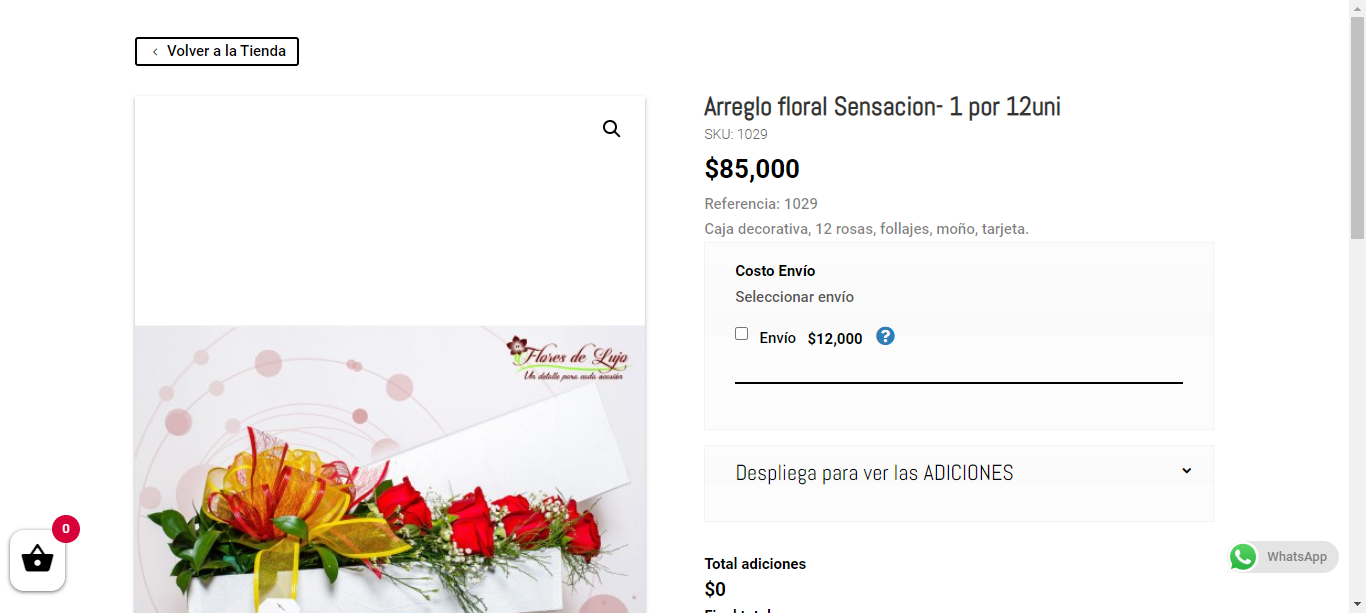 Volver a la Tienda
Arreglo floral Sensacion- 1 por 12uni
SKU: 1029
$85,000
Referencia: 1029
Caja decorativa, 12 rosas, follajes, moño, tarjeta.
Costo Envío
Seleccionar envío
Envío $12,000 ?
Flores de Lujo
Un detalle para cada ocasión
Despliega para ver las ADICIONES
0
WhatsApp
Total adiciones
$0